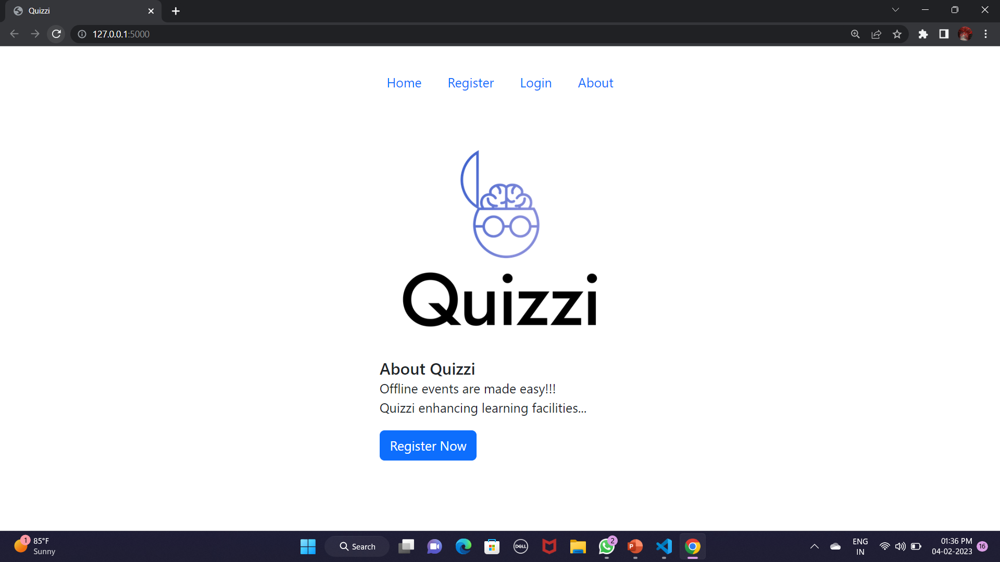 Quizzi
127.0.0.1:5000
Home Register Login About
Quizzi
About Quizzi
Offline events are made easy!!!
Quizzi enhancing learning facilities...
Register Now
1
85°F
Sunny
Search
DELL
2
P
ENG
IN
01:36 PM
04-02-2023
16